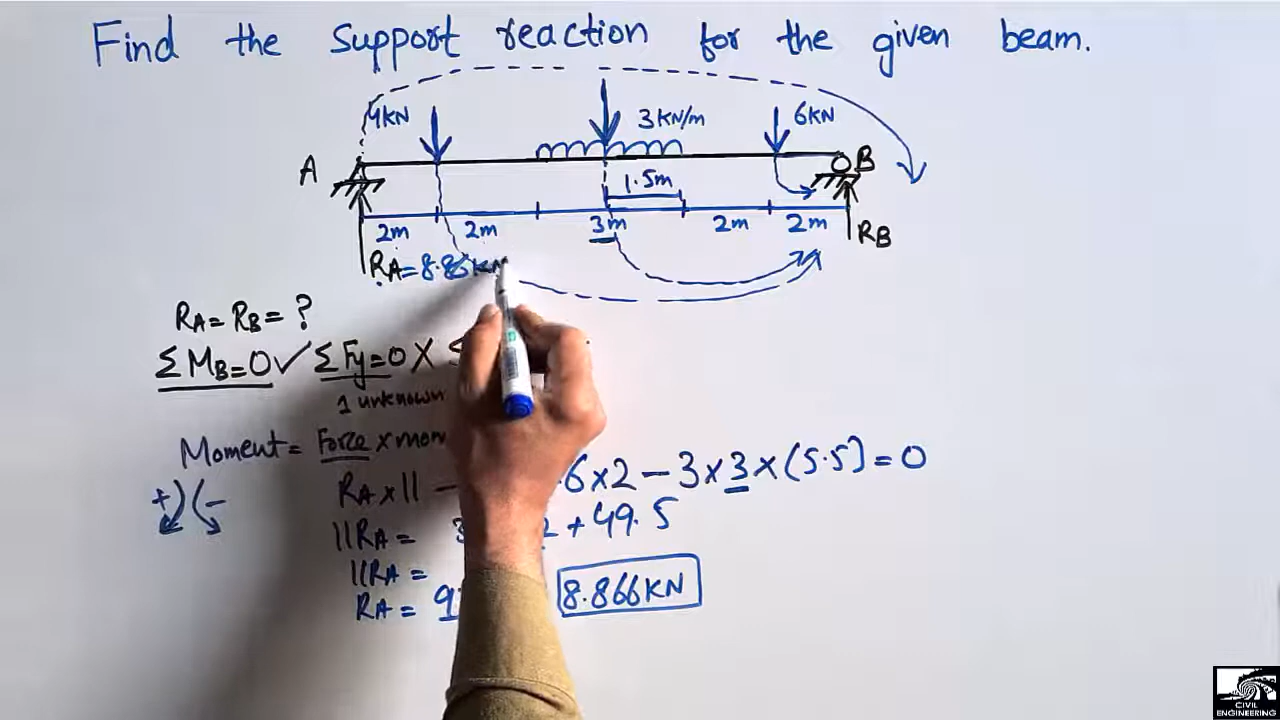 Find the support reaction for the given beam.
4KN 3KN/m 6KN
A B
1.5m
2m 2m 3m 2m 2m
RA=8.86KN RB
RA=RB=?
ΣMB=0✓ ΣFy=0 X
1 unknown
Moment= Force x
RA x 11 - 6x2 - 3x3x(5.5)=0
11RA= + 49.5
11RA=
RA= 8.866KN
+ -
CIVIL
ENGINEERING